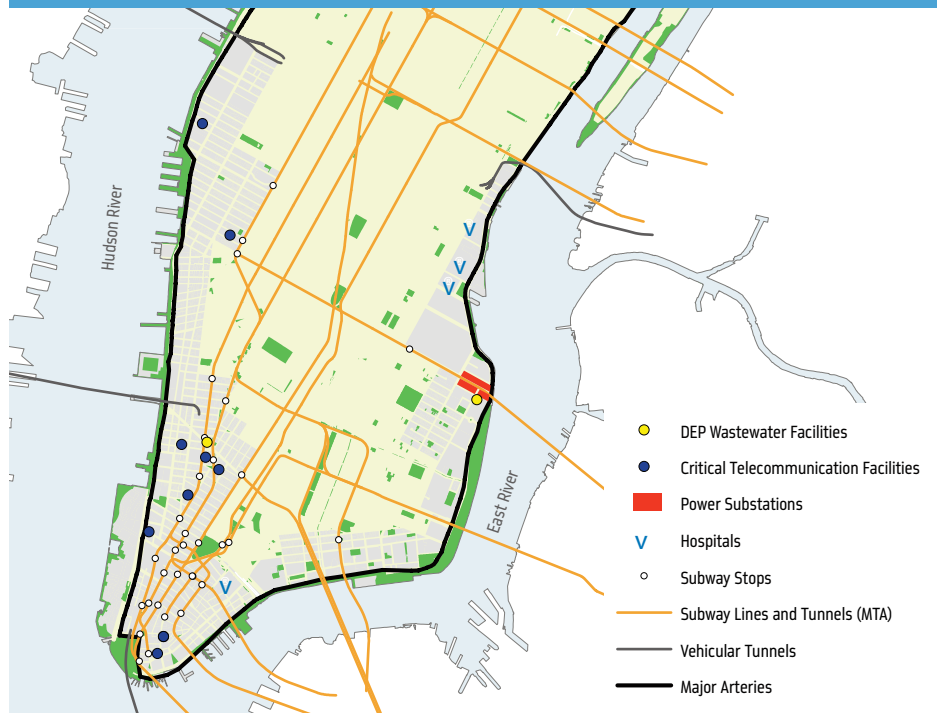 Hudson River
East River
DEP Wastewater Facilities
Critical Telecommunication Facilities
Power Substations
V Hospitals
Subway Stops
Subway Lines and Tunnels (MTA)
Vehicular Tunnels
Major Arteries
V
V
V
V